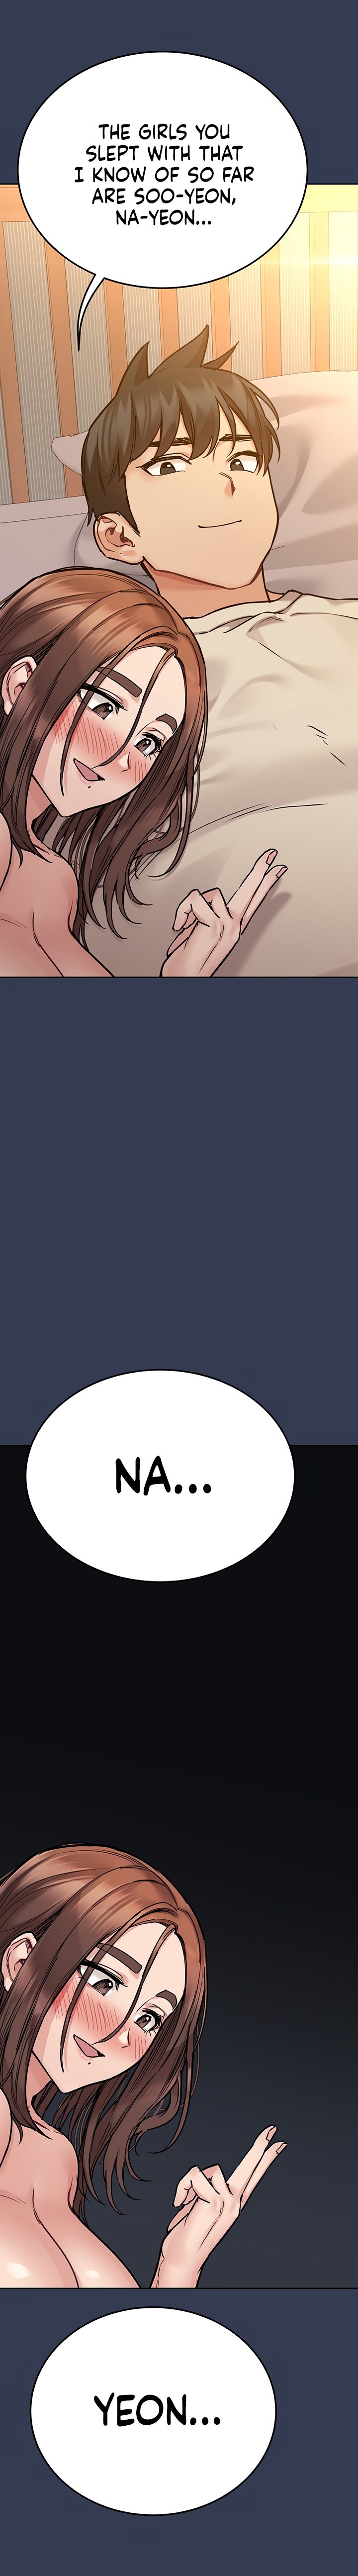 THE GIRLS YOU
SLEPT WITH THAT
I KNOW OF SO FAR
ARE SOO-YEON,
NA-YEON...
NA...
YEON...